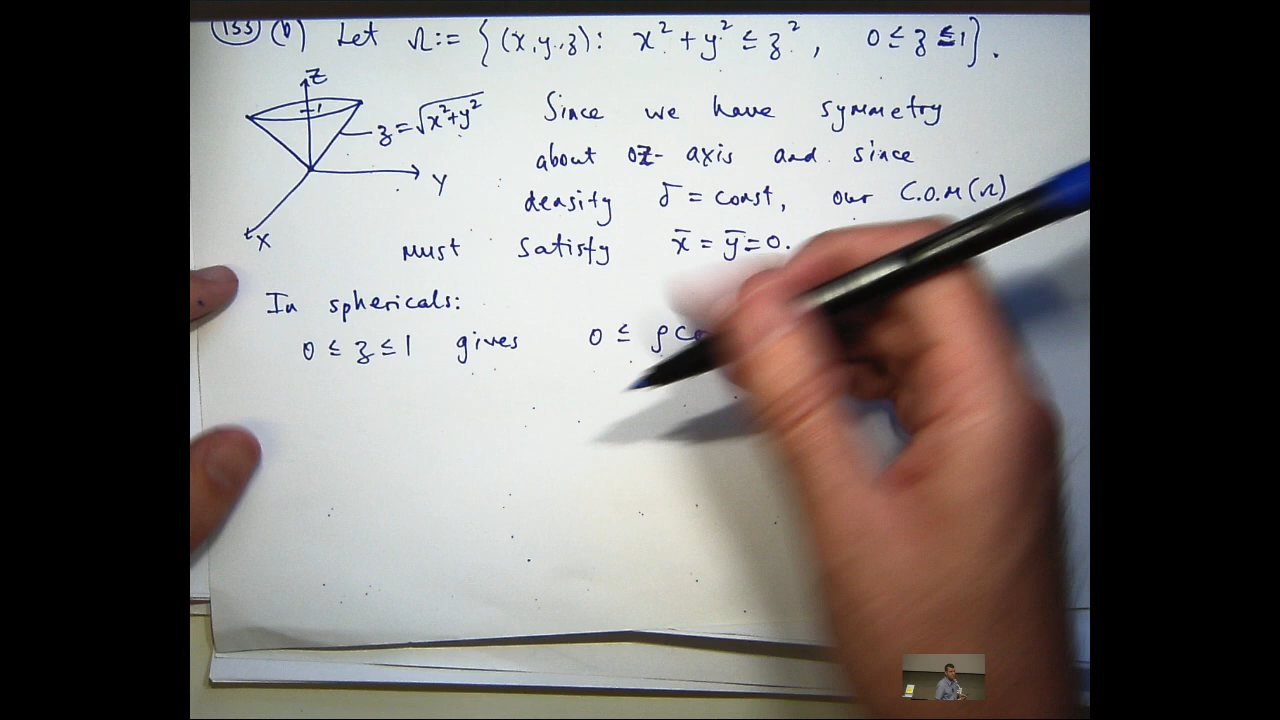 155 (b) Let Ω := { (x,y,z): x² + y² ≤ z², 0 ≤ z ≤ 1}.
z
1
z = √x²+y²
Y
X
Since we have symmetry
about OZ- axis and since
density δ = const, our C.O.M(Ω)
must satisfy x̄ = ȳ = 0.
In sphericals:
0 ≤ z ≤ 1 gives 0 ≤ ρ co